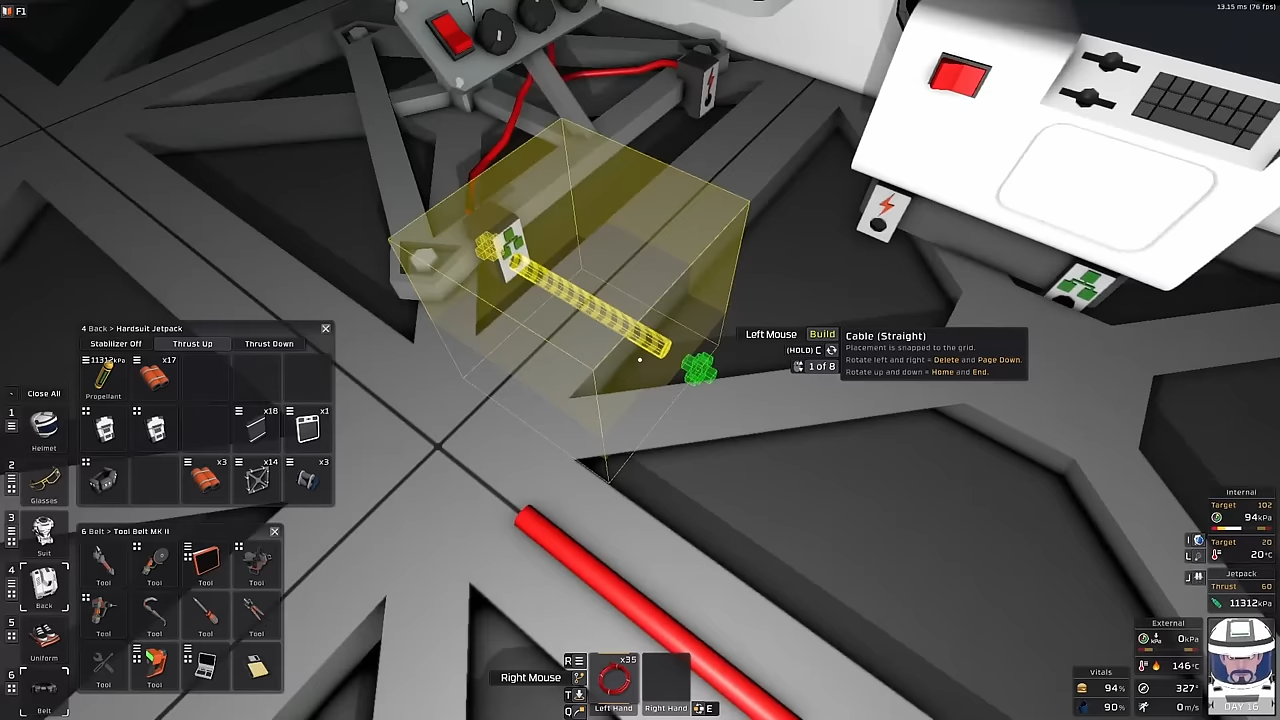 F1
13.15 ms (76 fps)
4 Back > Hardsuit Jetpack
Stabilizer Off
Thrust Up
Thrust Down
x17
Propellant
x18
x1
x3
x14
x3
Close All
1
Helmet
2
Glasses
3
Suit
4
Back
5
Uniform
6
Belt
6 Belt > Tool Belt MK II
Tool
Tool
Tool
Tool
Tool
Tool
Tool
Tool
Tool
Tool
Left Mouse
Build
(HOLD) C
1 of 8
Cable (Straight)
Placement is snapped to the grid.
Rotate left and right = Delete and Page Down.
Rotate up and down = Home and End.
Right Mouse
R
T
Q
x35
Left Hand
Right Hand
E
Internal
Target 102
94kPa
Target 20
20°C
Jetpack
Thrust 60
11312kPa
I
L
J
External
0kPa
146°C
327°
0m/s
Vitals
94%
90%
DAY 16